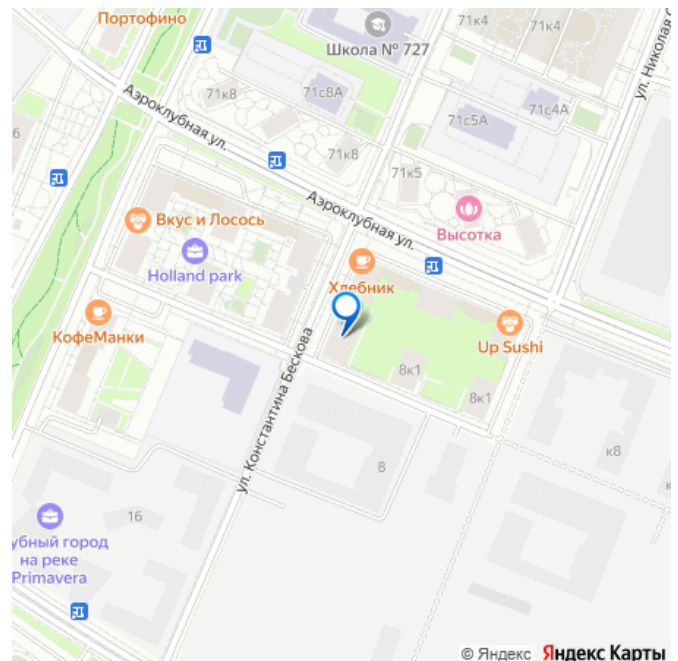 Портофино
71к4
71к4
Школа № 727
ул. Николая С
71к8
71с8А
71с4А
71с5А
Аэроклубная ул.
6
71к8
71к5
Аэроклубная ул.
Вкус и Лосось
Высотка
Holland park
Хлебник
КофеМанки
Up Sushi
ул. Константина Бескова
8к1
8к1
8
к8
16
убный город
на реке
Primavera
© Яндекс Яндекс Карты